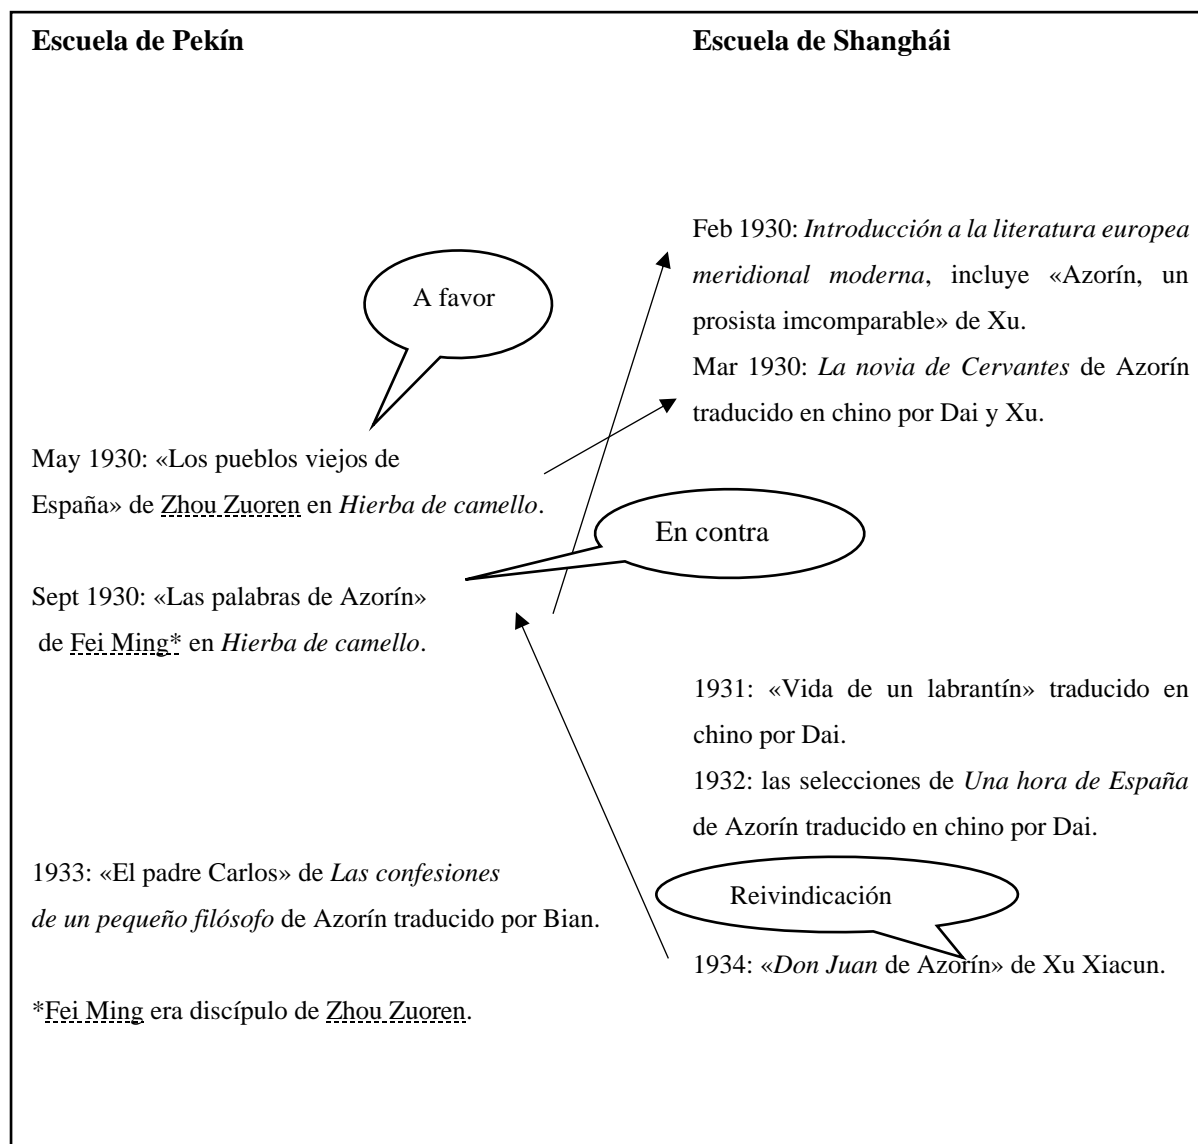 Escuela de Pekín
Escuela de Shanghái
Feb 1930: Introducción a la literatura europea
meridional moderna, incluye «Azorín, un
prosista imcomparable» de Xu.
A favor
Mar 1930: La novia de Cervantes de Azorín
traducido en chino por Dai y Xu.
May 1930: «Los pueblos viejos de
España» de Zhou Zuoren en Hierba de camello.
En contra
Sept 1930: «Las palabras de Azorín»
de Fei Ming* en Hierba de camello.
1931: «Vida de un labrantín» traducido en
chino por Dai.
1932: las selecciones de Una hora de España
de Azorín traducido en chino por Dai.
1933: «El padre Carlos» de Las confesiones
de un pequeño filósofo de Azorín traducido por Bian.
Reivindicación
1934: «Don Juan de Azorín» de Xu Xiacun.
*Fei Ming era discípulo de Zhou Zuoren.